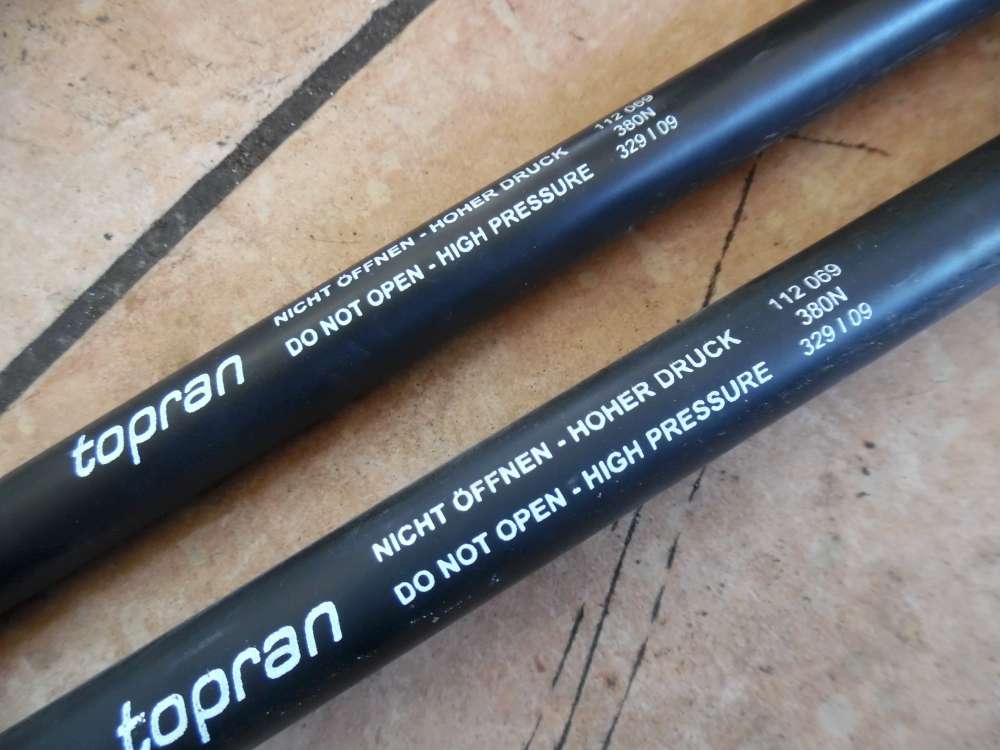 topran
NICHT ÖFFNEN - HOHER DRUCK
DO NOT OPEN - HIGH PRESSURE
112 069
380N
329 I 09
topran
NICHT ÖFFNEN - HOHER DRUCK
DO NOT OPEN - HIGH PRESSURE
112 069
380N
329 I 09